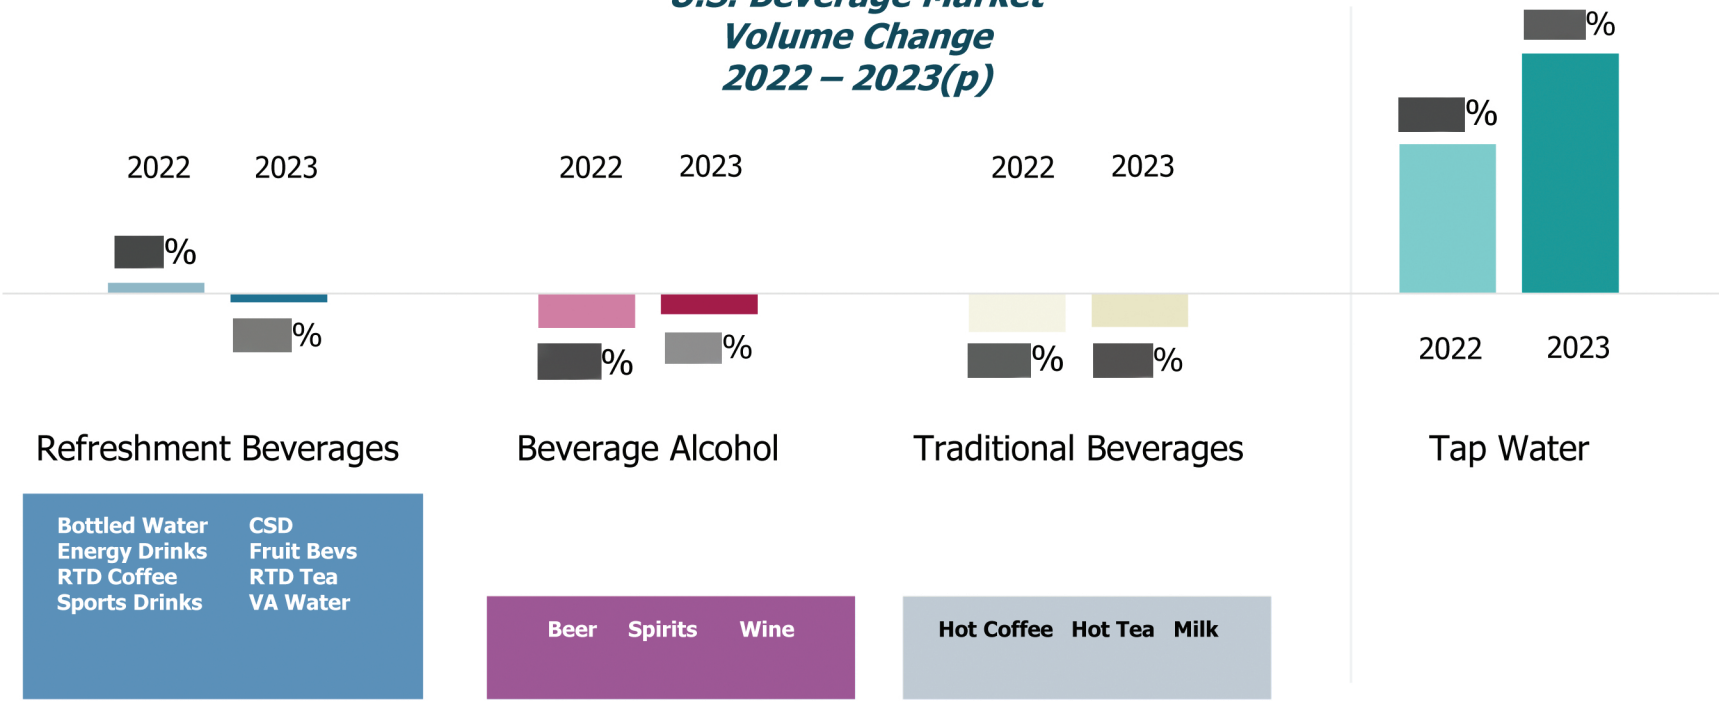 U.S. Beverage Market
Volume Change
2022 – 2023(p)
2022 2023
2022 2023
2022 2023
%
%
%
%
%
%
%
%
2022 2023
Refreshment Beverages
Beverage Alcohol
Traditional Beverages
Tap Water
Bottled Water CSD
Energy Drinks Fruit Bevs
RTD Coffee RTD Tea
Sports Drinks VA Water
Beer Spirits Wine
Hot Coffee Hot Tea Milk